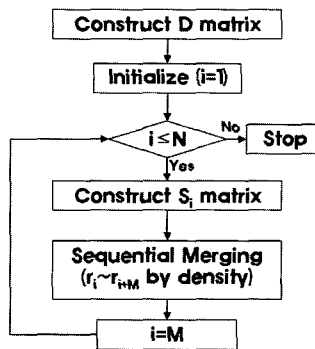 Construct D matrix
Initialize (i=1)
i ≤ N
No
Stop
Yes
Construct Sᵢ matrix
Sequential Merging
(rᵢ~rᵢ₊M by density)
i=M